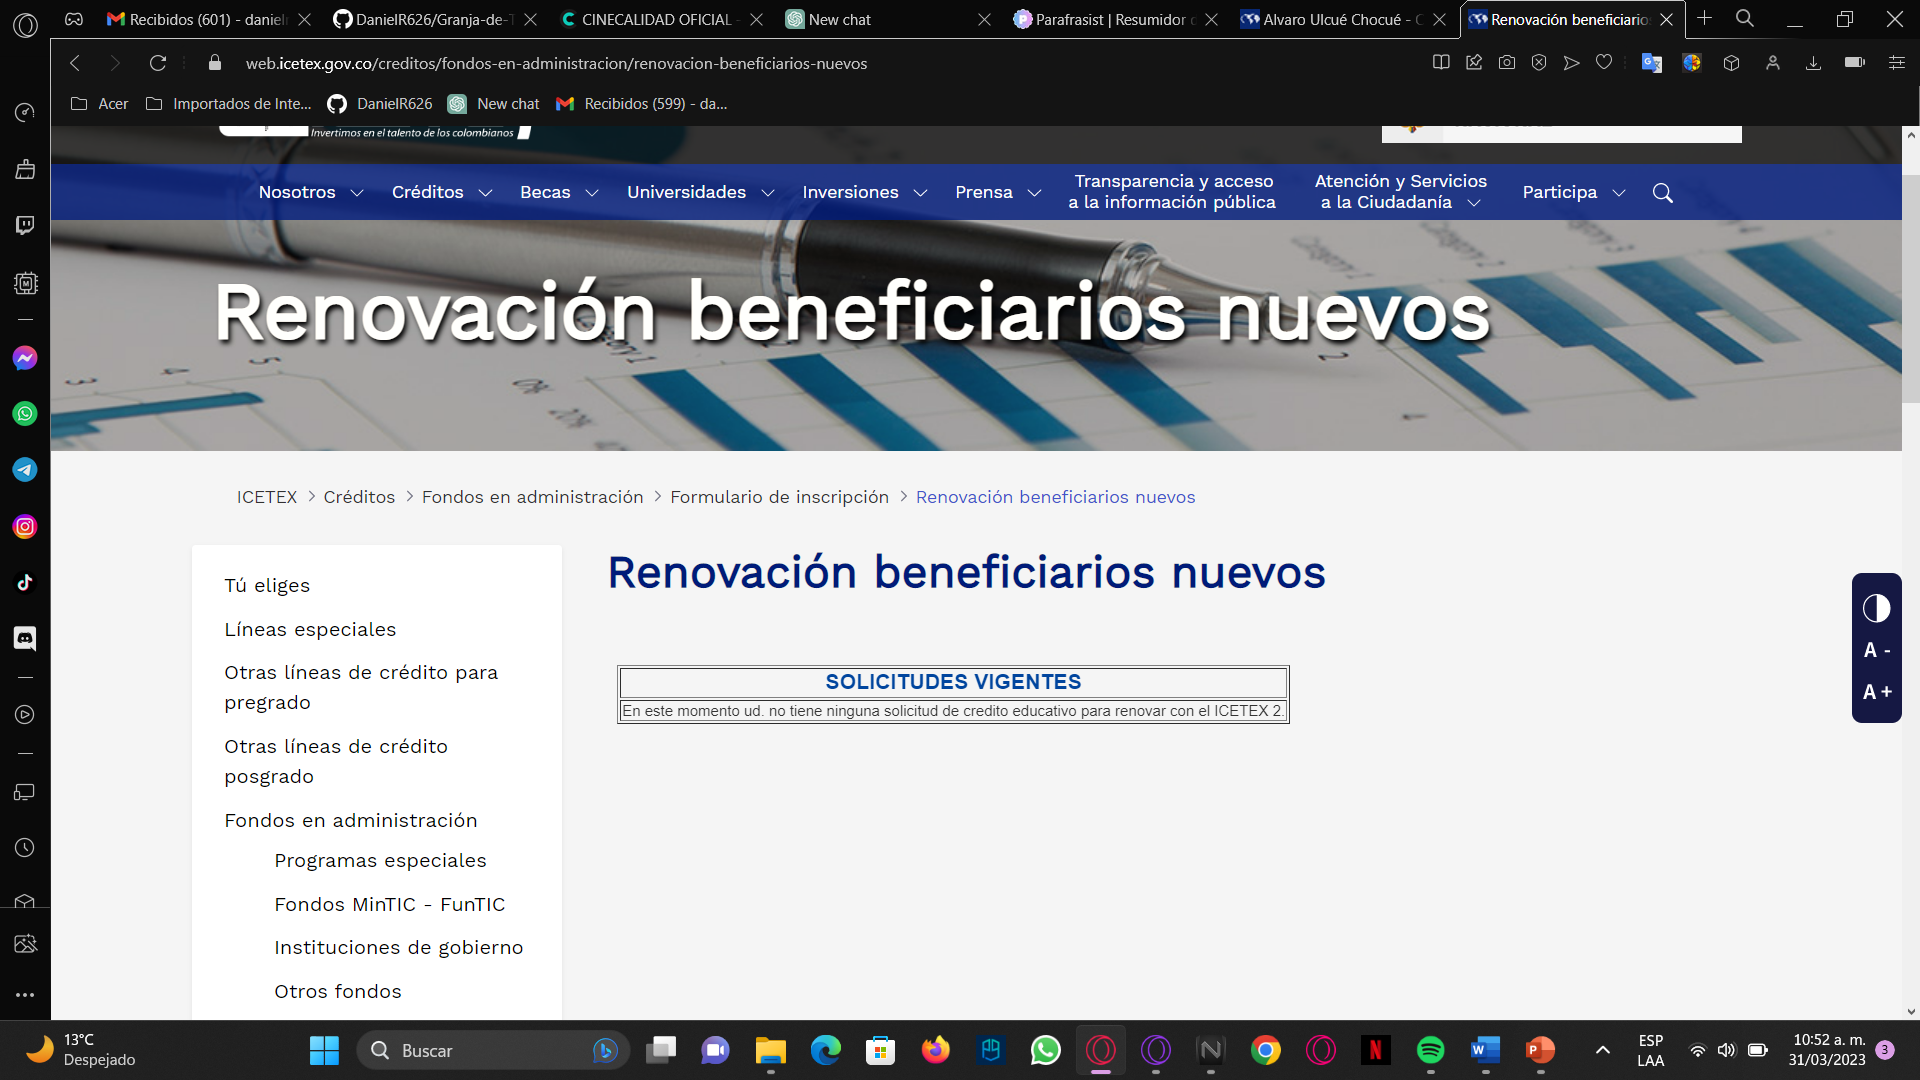 Recibidos (601) - danielr
DanielR626/Granja-de-T
CINECALIDAD OFICIAL -
New chat
Parafrasist | Resumidor
Alvaro Ulcué Chocué - C
Renovación beneficiario
web.icetex.gov.co/creditos/fondos-en-administracion/renovacion-beneficiarios-nuevos
Acer
Importados de Inte...
DanielR626
New chat
Recibidos (599) - da...
Invertimos en el talento de los colombianos
Nosotros
Créditos
Becas
Universidades
Inversiones
Prensa
Transparencia y acceso
a la información pública
Atención y Servicios
a la Ciudadanía
Participa
Renovación beneficiarios nuevos
ICETEX > Créditos > Fondos en administración > Formulario de inscripción > Renovación beneficiarios nuevos
Tú eliges
Líneas especiales
Otras líneas de crédito para
pregrado
Otras líneas de crédito
posgrado
Fondos en administración
Programas especiales
Fondos MinTIC - FunTIC
Instituciones de gobierno
Otros fondos
Renovación beneficiarios nuevos
SOLICITUDES VIGENTES
En este momento ud. no tiene ninguna solicitud de credito educativo para renovar con el ICETEX 2.
A -
A +
13°C
Despejado
Buscar
ESP
LAA
10:52 a. m.
31/03/2023
3